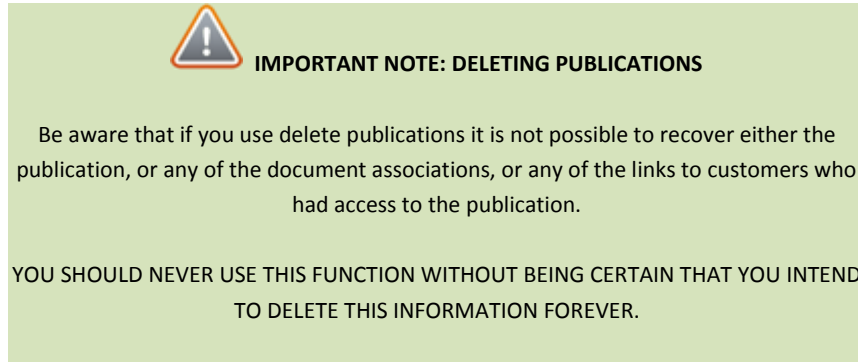 IMPORTANT NOTE: DELETING PUBLICATIONS
Be aware that if you use delete publications it is not possible to recover either the
publication, or any of the document associations, or any of the links to customers who
had access to the publication.
YOU SHOULD NEVER USE THIS FUNCTION WITHOUT BEING CERTAIN THAT YOU INTEND
TO DELETE THIS INFORMATION FOREVER.